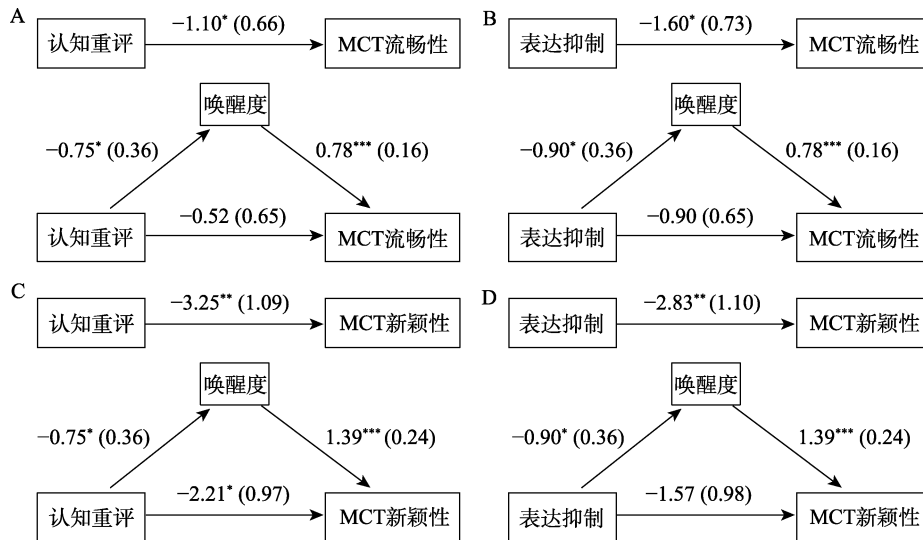 A
−1.10* (0.66)
认知重评
MCT流畅性
唤醒度
−0.75* (0.36)
0.78*** (0.16)
−0.52 (0.65)
认知重评
MCT流畅性
B
−1.60* (0.73)
表达抑制
MCT流畅性
唤醒度
−0.90* (0.36)
0.78*** (0.16)
−0.90 (0.65)
表达抑制
MCT流畅性
C
−3.25** (1.09)
认知重评
MCT新颖性
唤醒度
−0.75* (0.36)
1.39*** (0.24)
−2.21* (0.97)
认知重评
MCT新颖性
D
−2.83** (1.10)
表达抑制
MCT新颖性
唤醒度
−0.90* (0.36)
1.39*** (0.24)
−1.57 (0.98)
表达抑制
MCT新颖性